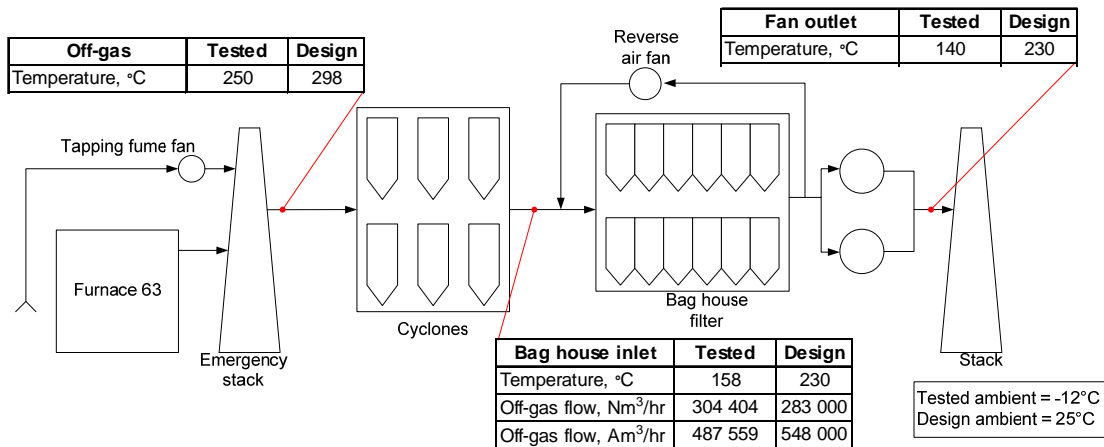 Off-gas Tested Design
Temperature, °C 250 298
Fan outlet Tested Design
Temperature, °C 140 230
Reverse
air fan
Tapping fume fan
Furnace 63
Emergency
stack
Cyclones
Bag house
filter
Stack
Bag house inlet Tested Design
Temperature, °C 158 230
Off-gas flow, Nm³/hr 304 404 283 000
Off-gas flow, Am³/hr 487 559 548 000
Tested ambient = -12°C
Design ambient = 25°C